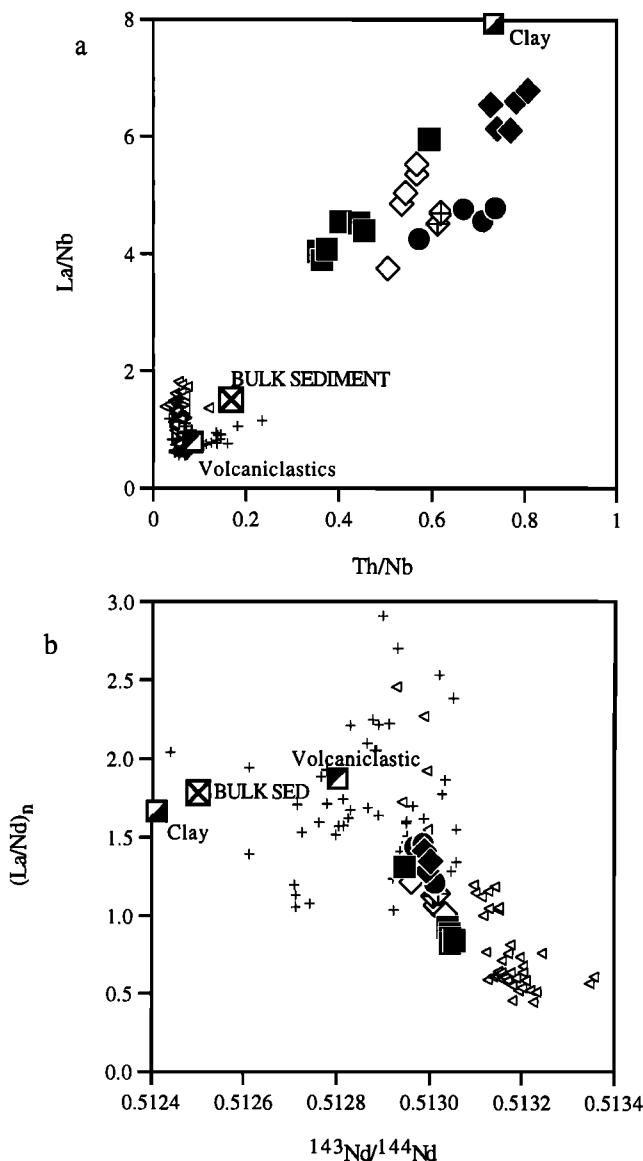 a
8
6
4
2
0
La/Nb
Clay
BULK SEDIMENT
Volcaniclastics
0 0.2 0.4 0.6 0.8 1
Th/Nb
b
3.0
2.5
2.0
1.5
1.0
0.5
0.0
(La/Nd)n
Volcaniclastic
BULK SED
Clay
0.5124 0.5126 0.5128 0.5130 0.5132 0.5134
143Nd/144Nd